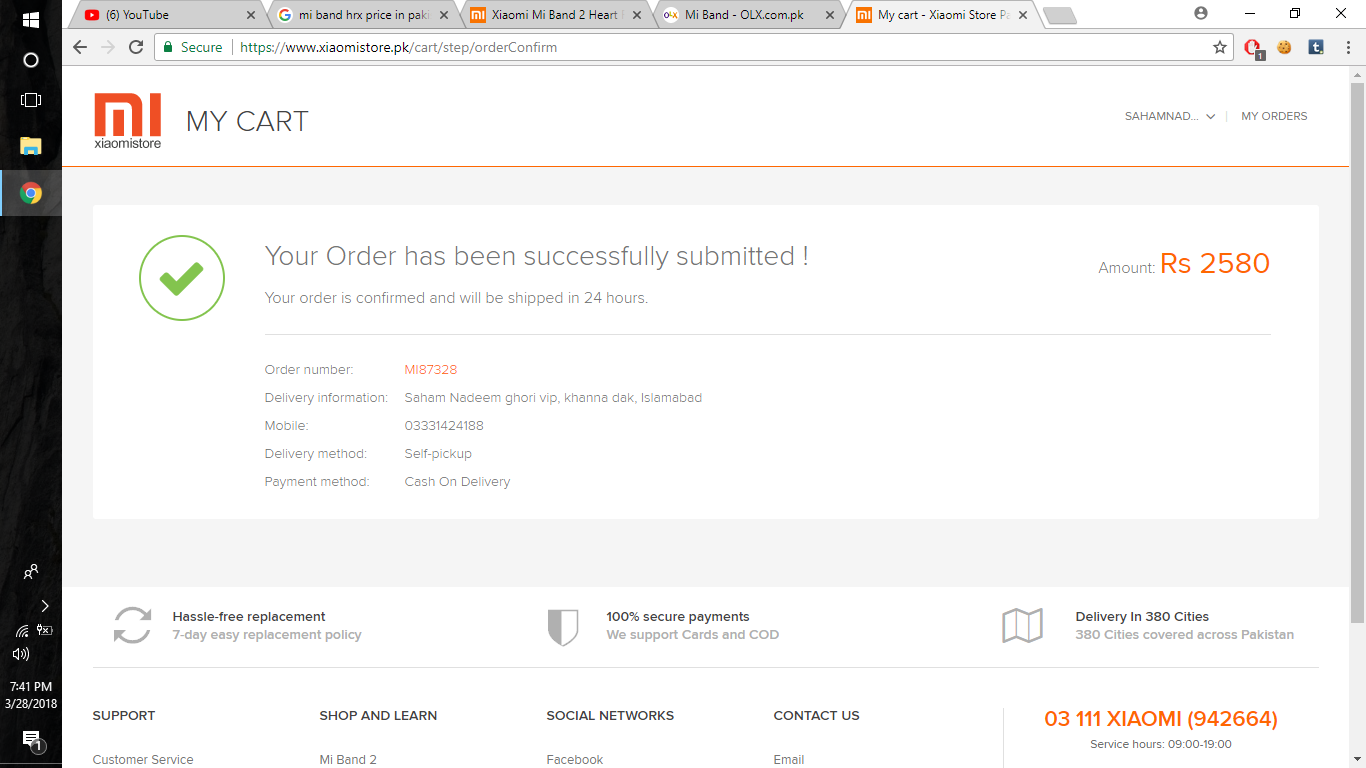 (6) YouTube
mi band hrx price in paki
Xiaomi Mi Band 2 Heart
Mi Band - OLX.com.pk
My cart - Xiaomi Store Pa
Secure
https://www.xiaomistore.pk/cart/step/orderConfirm
1
mi
xiaomistore
MY CART
SAHAMNAD...
MY ORDERS
Your Order has been successfully submitted !
Amount: Rs 2580
Your order is confirmed and will be shipped in 24 hours.
Order number: MI87328
Delivery information: Saham Nadeem ghori vip, khanna dak, Islamabad
Mobile: 03331424188
Delivery method: Self-pickup
Payment method: Cash On Delivery
Hassle-free replacement
7-day easy replacement policy
100% secure payments
We support Cards and COD
Delivery In 380 Cities
380 Cities covered across Pakistan
SUPPORT
SHOP AND LEARN
SOCIAL NETWORKS
CONTACT US
03 111 XIAOMI (942664)
Service hours: 09:00-19:00
Customer Service
Mi Band 2
Facebook
Email
7:41 PM
3/28/2018
1